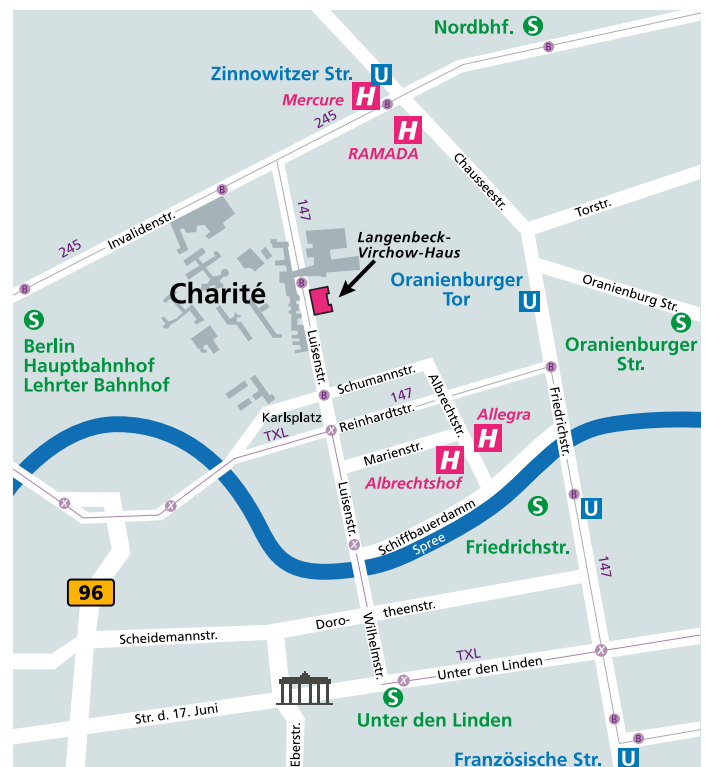 Nordbhf. S
Zinnowitzer Str. U
Mercure H
B
B
245
H
RAMADA
Chausseestr.
B
147
Torstr.
Invalidenstr.
245
Langenbeck-
Virchow-Haus
Charité
B
B
Oranienburger
Tor
U
Oranienburg Str.
S
Berlin
Hauptbahnhof
Lehrter Bahnhof
S
Oranienburger
Str.
Luisenstr.
Schumannstr.
B
147
Albrechtstr.
B
Friedrichstr.
Karlsplatz
TXL
X
Reinhardtstr.
Allegra
H
Marienstr.
H
Albrechtshof
X
X
Luisenstr.
Schiffbauerdamm
Spree
X
B
S
U
Friedrichstr.
147
96
Doro-
theenstr.
Scheidemannstr.
Wilhelmstr.
TXL
X
Unter den Linden
X
S
Unter den Linden
Str. d. 17. Juni
Eberstr.
B
B
Französische Str. U